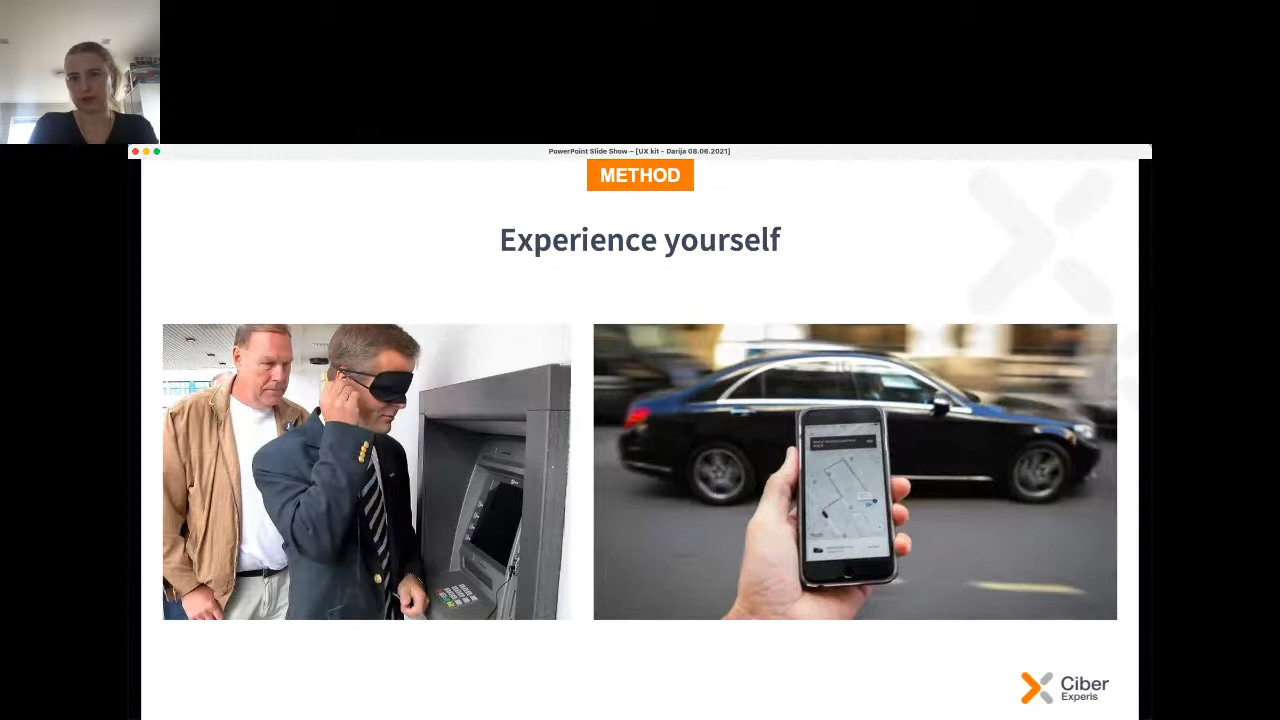 PowerPoint Slide Show – [UX kit - Darija 08.06.2021]
METHOD
Experience yourself
Ciber
Experis